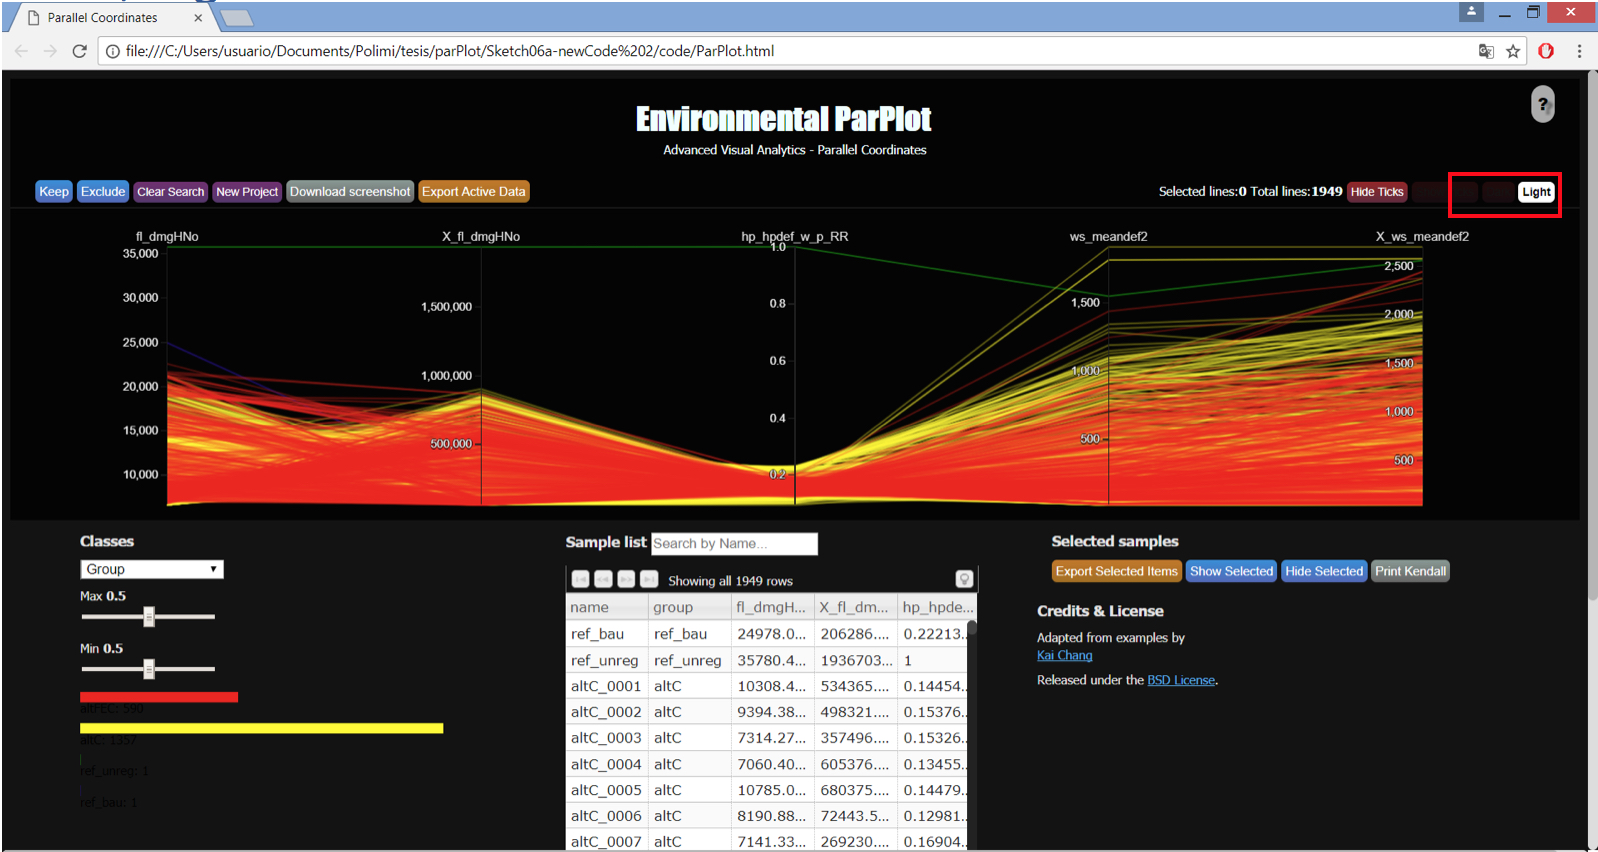 Parallel Coordinates
file:///C:/Users/usuario/Documents/Polimi/tesis/parPlot/Sketch06a-newCode%202/code/ParPlot.html
?
Environmental ParPlot
Advanced Visual Analytics - Parallel Coordinates
Keep Exclude Clear Search New Project Download screenshot Export Active Data Selected lines:0 Total lines:1949 Hide Ticks Light
fl_dmgHNo X_fl_dmgHNo hp_hpdef_w_p_RR ws_meandef2 X_ws_meandef2
35,000
30,000
25,000
20,000
15,000
10,000
1,500,000
1,000,000
500,000
1.0
0.8
0.6
0.4
0.2
1,500
1,000
500
2,500
2,000
1,500
1,000
500
Classes
Group
Max 0.5
Min 0.5
altFEC: 590
altC: 1357
ref_unreg: 1
ref_bau: 1
Sample list Search by Name...
Showing all 1949 rows
name group fl_dmgH... X_fl_dm... hp_hpde...
ref_bau ref_bau 24978.0... 206286.... 0.22213...
ref_unreg ref_unreg 35780.4... 1936703... 1
altC_0001 altC 10308.4... 534365.... 0.14454...
altC_0002 altC 9394.38... 498321.... 0.15376...
altC_0003 altC 7314.27... 357496.... 0.15326...
altC_0004 altC 7060.40... 605376.... 0.13455...
altC_0005 altC 10785.0... 680375.... 0.14479...
altC_0006 altC 8190.88... 72443.5... 0.12981...
altC_0007 altC 7141.33... 269230.... 0.16904...
Selected samples
Export Selected Items Show Selected Hide Selected Print Kendall
Credits & License
Adapted from examples by
Kai Chang
Released under the BSD License.